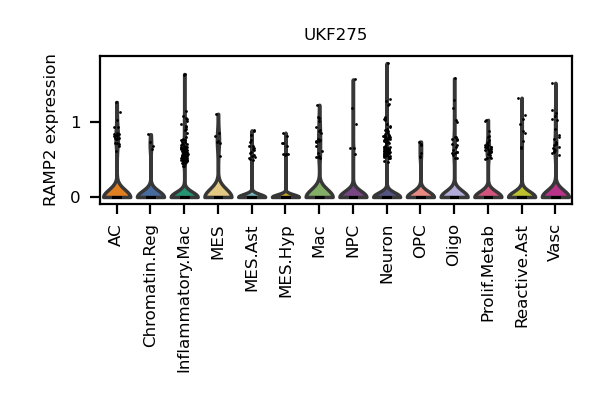 UKF275
RAMP2 expression
1
0
AC
Chromatin.Reg
Inflammatory.Mac
MES
MES.Ast
MES.Hyp
Mac
NPC
Neuron
OPC
Oligo
Prolif.Metab
Reactive.Ast
Vasc